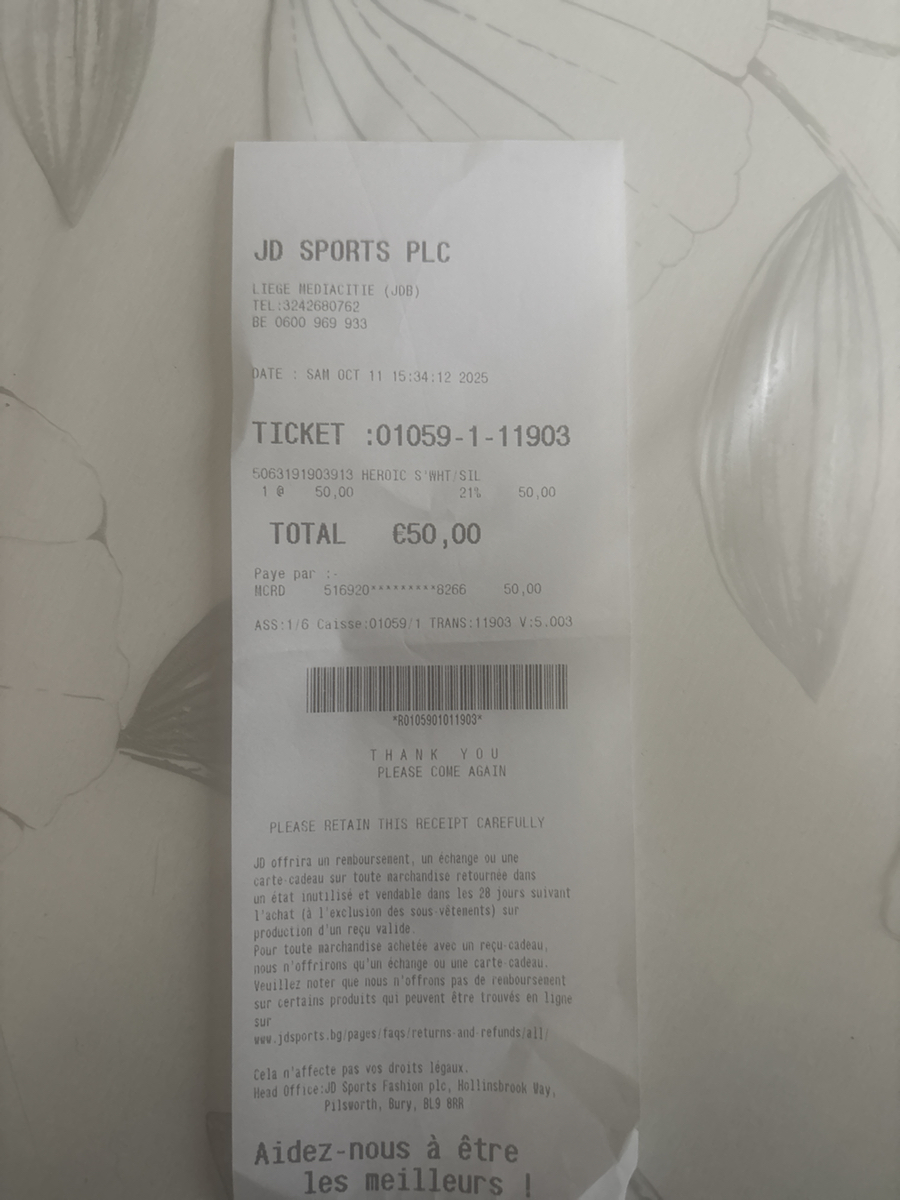 JD SPORTS PLC
LIEGE MEDIACITIE (JDB)
TEL:3242680762
BE 0600 969 933
DATE : SAM OCT 11 15:34:12 2025
TICKET :01059-1-11903
5063191903913 HEROIC S'WHT/SIL
1 @ 50,00 21% 50,00
TOTAL €50,00
Paye par :-
MCRD 516920*********8266 50,00
ASS:1/6 Caisse:01059/1 TRANS:11903 V:5.003
*R0105901011903*
THANK YOU
PLEASE COME AGAIN
PLEASE RETAIN THIS RECEIPT CAREFULLY
JD offrira un remboursement, un échange ou une
carte-cadeau sur toute marchandise retournée dans
un état inutilisé et vendable dans les 28 jours suivant
l'achat (à l'exclusion des sous-vêtements) sur
production d'un reçu valide.
Pour toute marchandise achetée avec un reçu-cadeau,
nous n'offrirons qu'un échange ou une carte-cadeau.
Veuillez noter que nous n'offrons pas de remboursement
sur certains produits qui peuvent être trouvés en ligne
sur
www.jdsports.bg/pages/faqs/returns-and-refunds/all/
Cela n'affecte pas vos droits légaux.
Head Office:JD Sports Fashion plc, Hollinsbrook Way,
Pilsworth, Bury, BL9 8RR
Aidez-nous à être
les meilleurs !